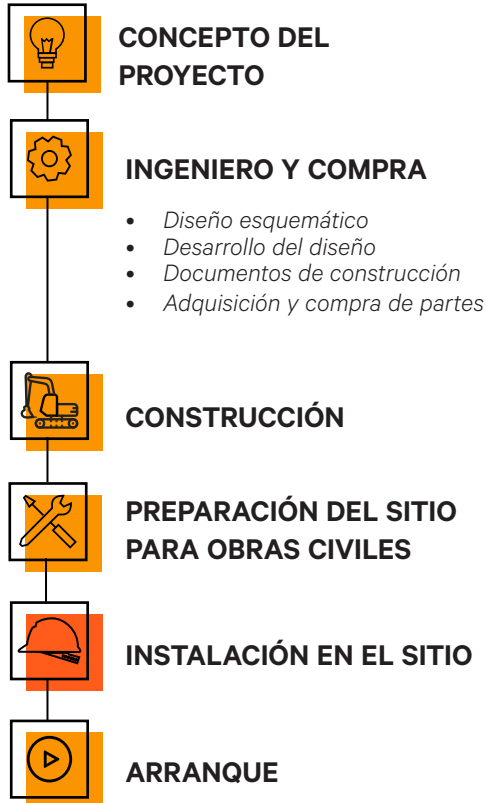 CONCEPTO DEL
PROYECTO
INGENIERO Y COMPRA
• Diseño esquemático
• Desarrollo del diseño
• Documentos de construcción
• Adquisición y compra de partes
CONSTRUCCIÓN
PREPARACIÓN DEL SITIO
PARA OBRAS CIVILES
INSTALACIÓN EN EL SITIO
ARRANQUE